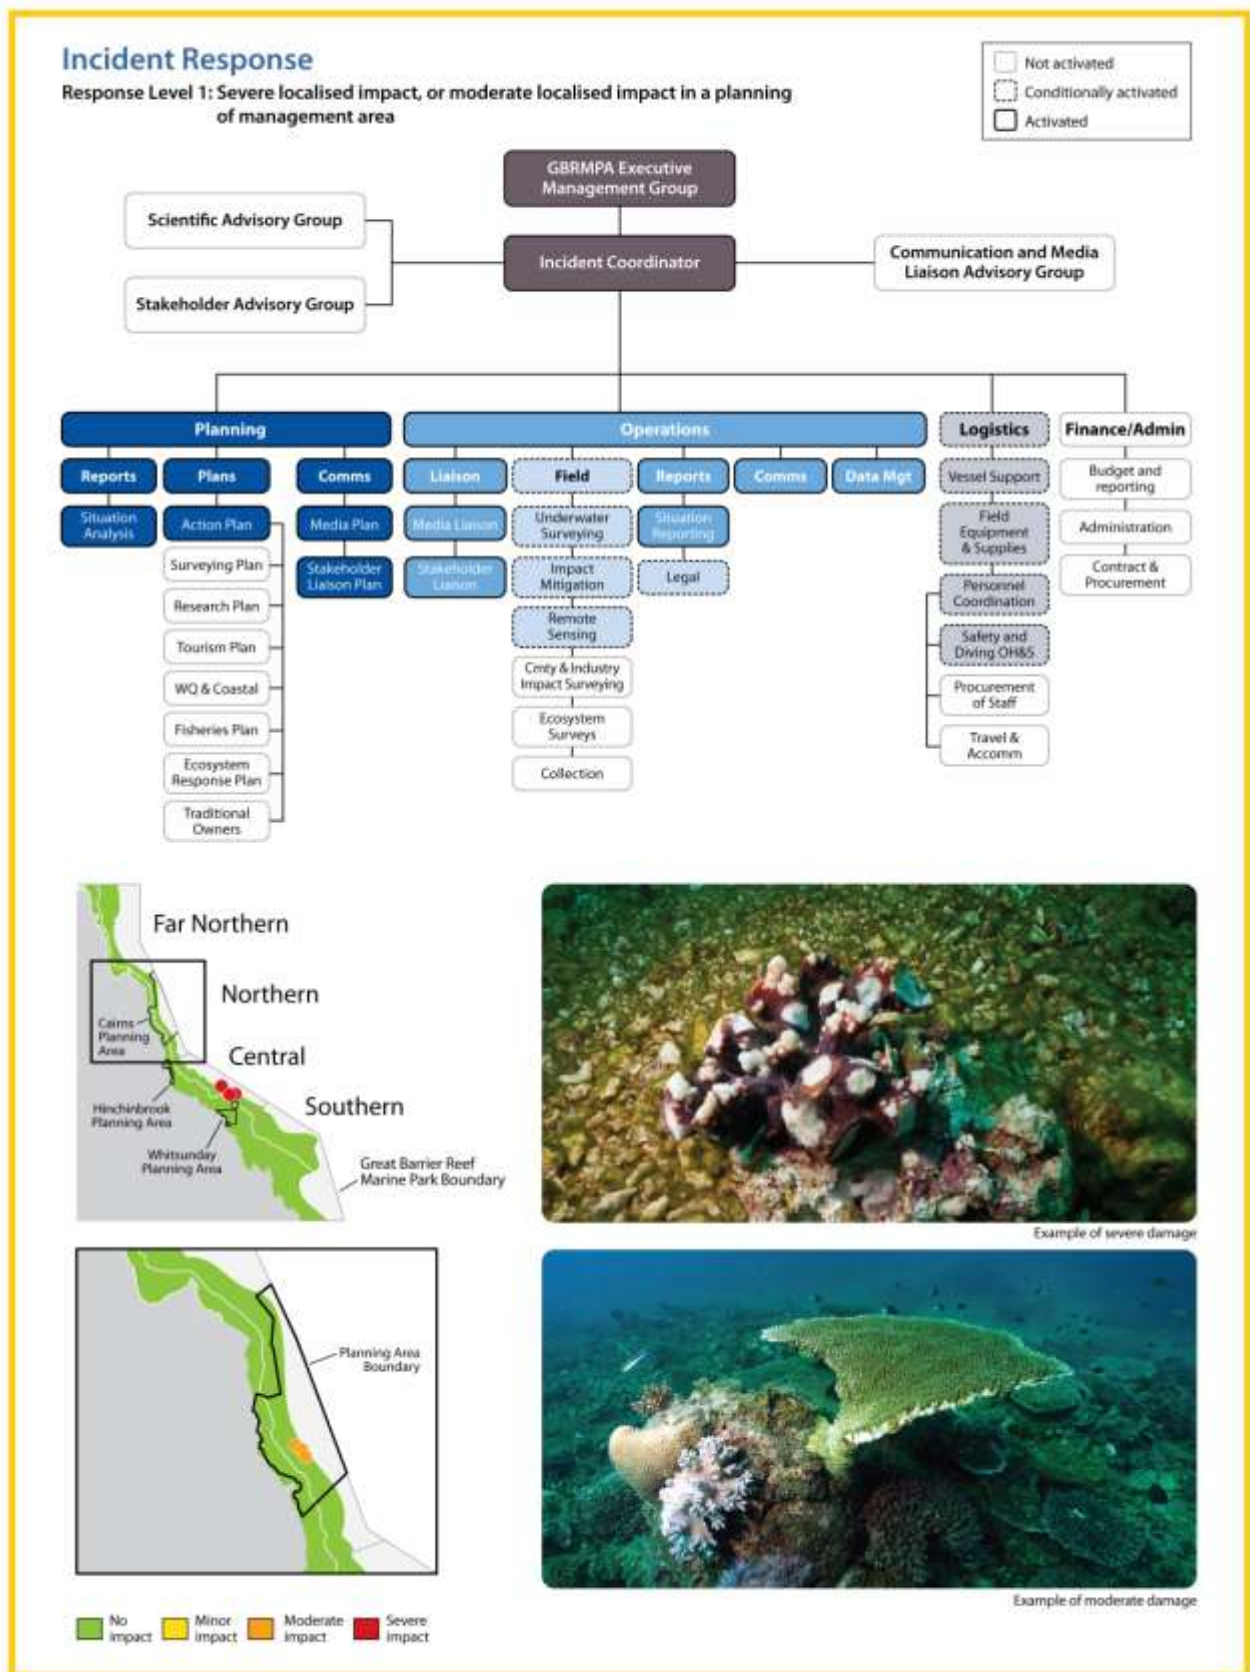 Incident Response
Response Level 1: Severe localised impact, or moderate localised impact in a planning
of management area
Not activated
Conditionally activated
Activated
GBRMPA Executive
Management Group
Scientific Advisory Group
Incident Coordinator
Communication and Media
Liaison Advisory Group
Stakeholder Advisory Group
Planning
Operations
Logistics
Finance/Admin
Reports
Plans
Comms
Liaison
Field
Reports
Comms
Data Mgt
Vessel Support
Budget and
reporting
Situation
Analysis
Action Plan
Media Plan
Media Liaison
Underwater
Surveying
Situation
Reporting
Field
Equipment
& Supplies
Administration
Surveying Plan
Stakeholder
Liaison Plan
Stakeholder
Liaison
Impact
Mitigation
Legal
Personnel
Coordination
Contract &
Procurement
Research Plan
Remote
Sensing
Safety and
Diving OH&S
Tourism Plan
Cmty & Industry
Impact Surveying
Procurement
of Staff
WQ & Coastal
Ecosystem
Surveys
Travel &
Accomm
Fisheries Plan
Collection
Ecosystem
Response Plan
Traditional
Owners
Far Northern
Northern
Cairns
Planning
Area
Central
Hinchinbrook
Planning Area
Southern
Whitsunday
Planning Area
Great Barrier Reef
Marine Park Boundary
Example of severe damage
Planning Area
Boundary
Example of moderate damage
No
impact
Minor
impact
Moderate
impact
Severe
impact